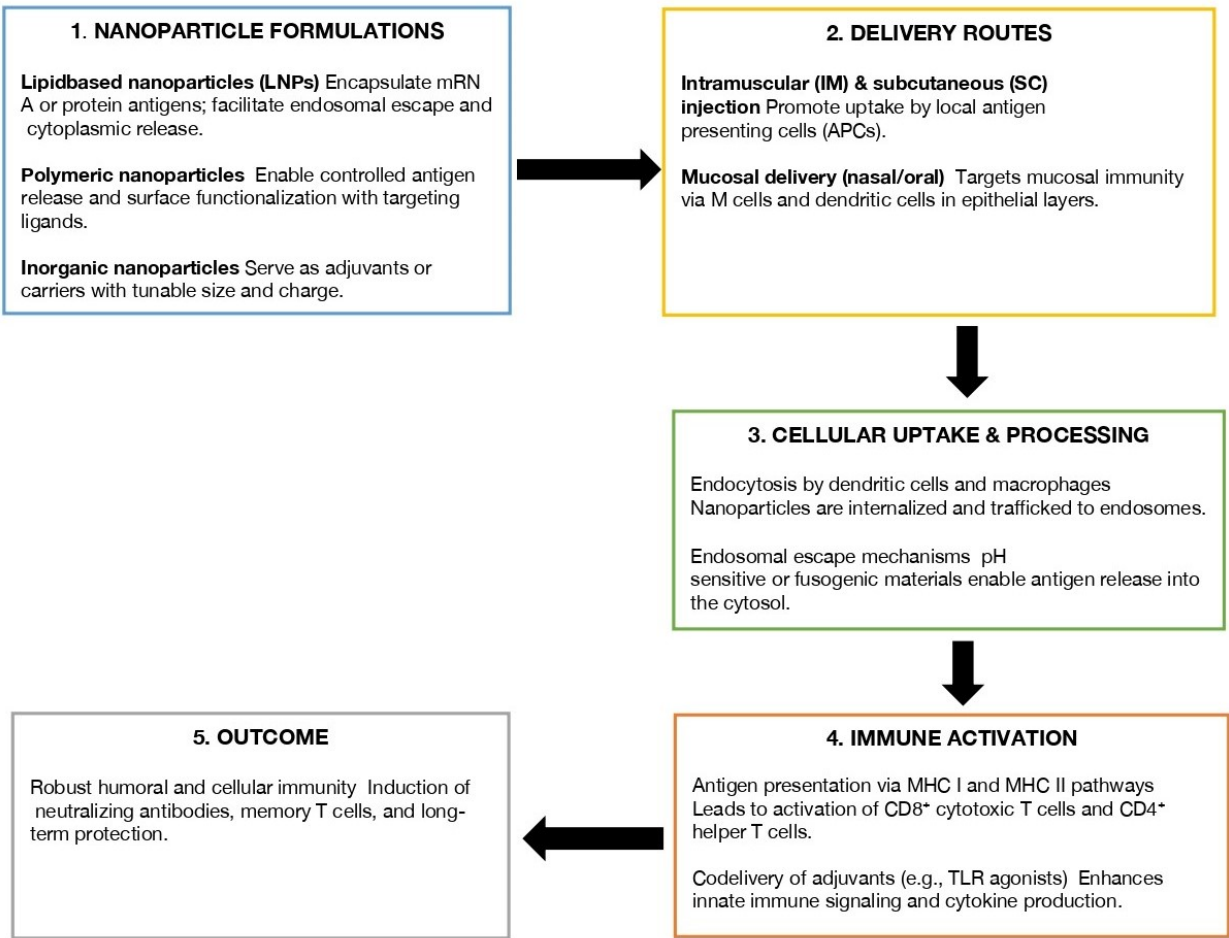 1. NANOPARTICLE FORMULATIONS
Lipidbased nanoparticles (LNPs) Encapsulate mRN
A or protein antigens; facilitate endosomal escape and
cytoplasmic release.
Polymeric nanoparticles Enable controlled antigen
release and surface functionalization with targeting
ligands.
Inorganic nanoparticles Serve as adjuvants or
carriers with tunable size and charge.
2. DELIVERY ROUTES
Intramuscular (IM) & subcutaneous (SC)
injection Promote uptake by local antigen
presenting cells (APCs).
Mucosal delivery (nasal/oral) Targets mucosal immunity
via M cells and dendritic cells in epithelial layers.
3. CELLULAR UPTAKE & PROCESSING
Endocytosis by dendritic cells and macrophages
Nanoparticles are internalized and trafficked to endosomes.
Endosomal escape mechanisms pH
sensitive or fusogenic materials enable antigen release into
the cytosol.
4. IMMUNE ACTIVATION
Antigen presentation via MHC I and MHC II pathways
Leads to activation of CD8⁺ cytotoxic T cells and CD4⁺
helper T cells.
Codelivery of adjuvants (e.g., TLR agonists) Enhances
innate immune signaling and cytokine production.
5. OUTCOME
Robust humoral and cellular immunity Induction of
neutralizing antibodies, memory T cells, and long-
term protection.